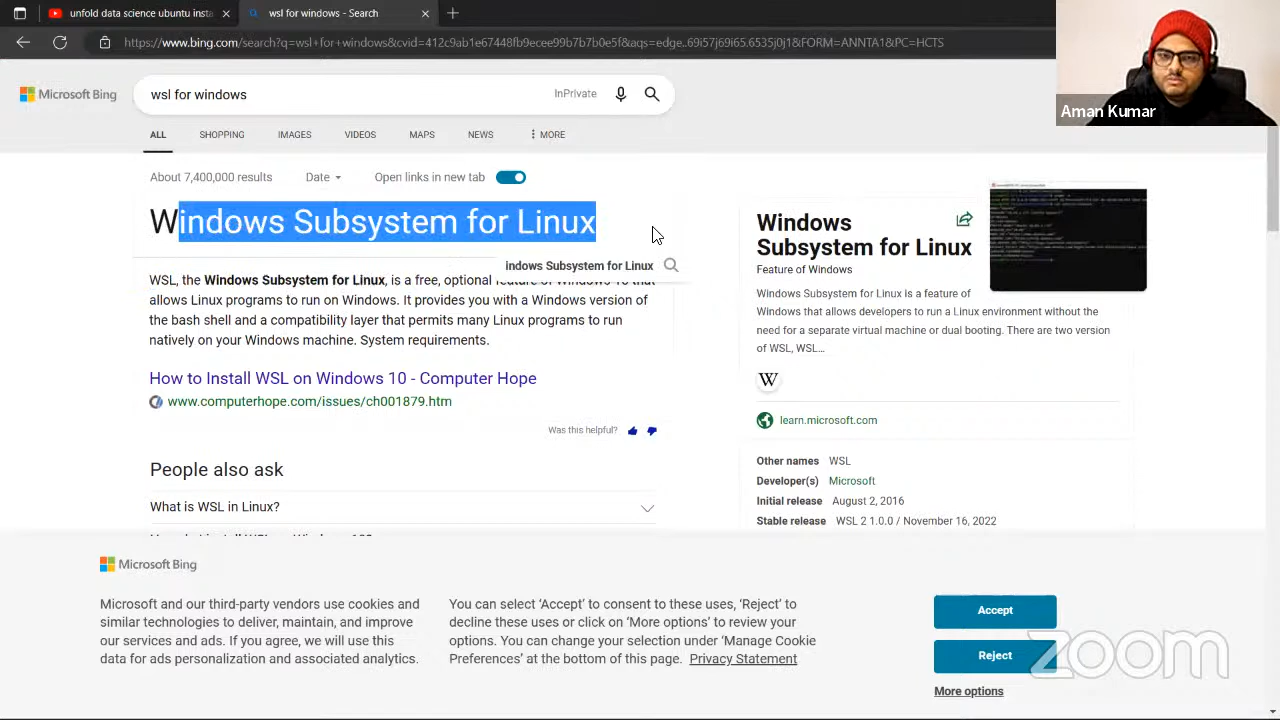 unfold data science ubuntu insta
wsl for windows - Search
https://www.bing.com/search?q=wsl+for+windows&cvid=
Aman Kumar
Microsoft Bing
wsl for windows
InPrivate
ALL
SHOPPING
IMAGES
VIDEOS
MAPS
NEWS
MORE
About 7,400,000 results
Date
Open links in new tab
Windows Subsystem for Linux
indows Subsystem for Linux
WSL, the Windows Subsystem for Linux, is a free, optional feature of Windows 10 that
allows Linux programs to run on Windows. It provides you with a Windows version of
the bash shell and a compatibility layer that permits many Linux programs to run
natively on your Windows machine. System requirements.
How to Install WSL on Windows 10 - Computer Hope
www.computerhope.com/issues/ch001879.htm
Was this helpful?
People also ask
What is WSL in Linux?
Windows
Subsystem for Linux
Feature of Windows
Windows Subsystem for Linux is a feature of
Windows that allows developers to run a Linux environment without the
need for a separate virtual machine or dual booting. There are two version
of WSL, WSL…
W
learn.microsoft.com
Other names WSL
Developer(s) Microsoft
Initial release August 2, 2016
Stable release WSL 2 1.0.0 / November 16, 2022
Microsoft Bing
Microsoft and our third-party vendors use cookies and
similar technologies to deliver, maintain, and improve
our services and ads. If you agree, we will use this
data for ads personalization and associated analytics.
You can select ‘Accept’ to consent to these uses, ‘Reject’ to
decline these uses or click on ‘More options’ to review your
options. You can change your selection under ‘Manage Cookie
Preferences’ at the bottom of this page. Privacy Statement
Accept
Reject
More options
zoom